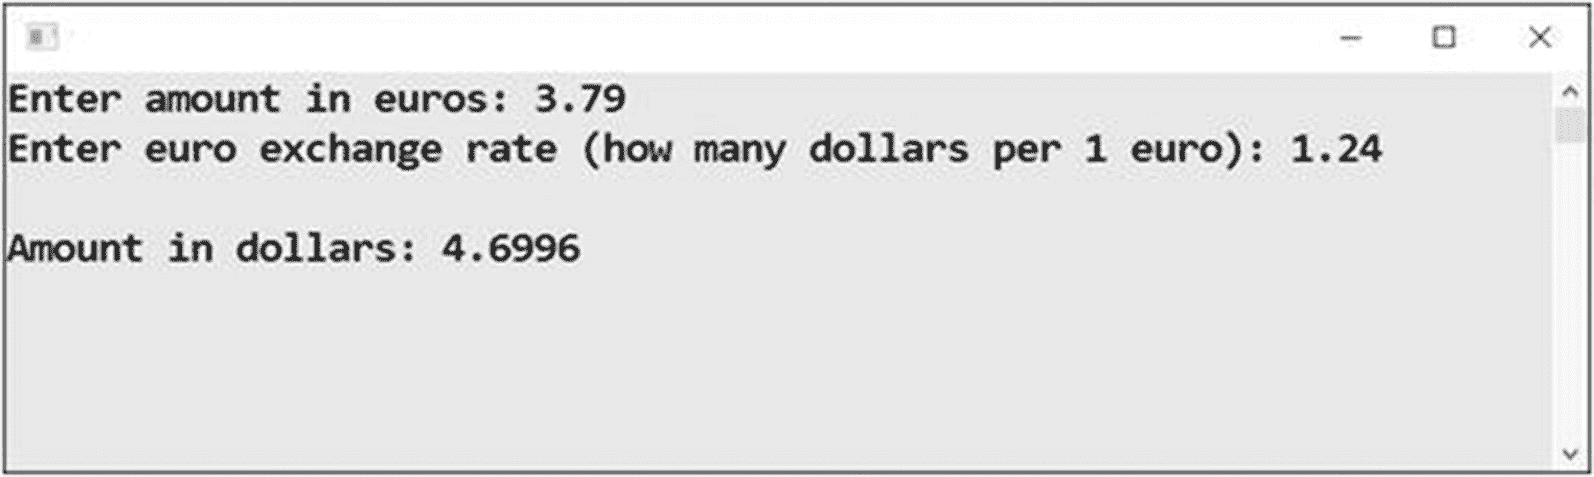 Enter amount in euros: 3.79
Enter euro exchange rate (how many dollars per 1 euro): 1.24
Amount in dollars: 4.6996